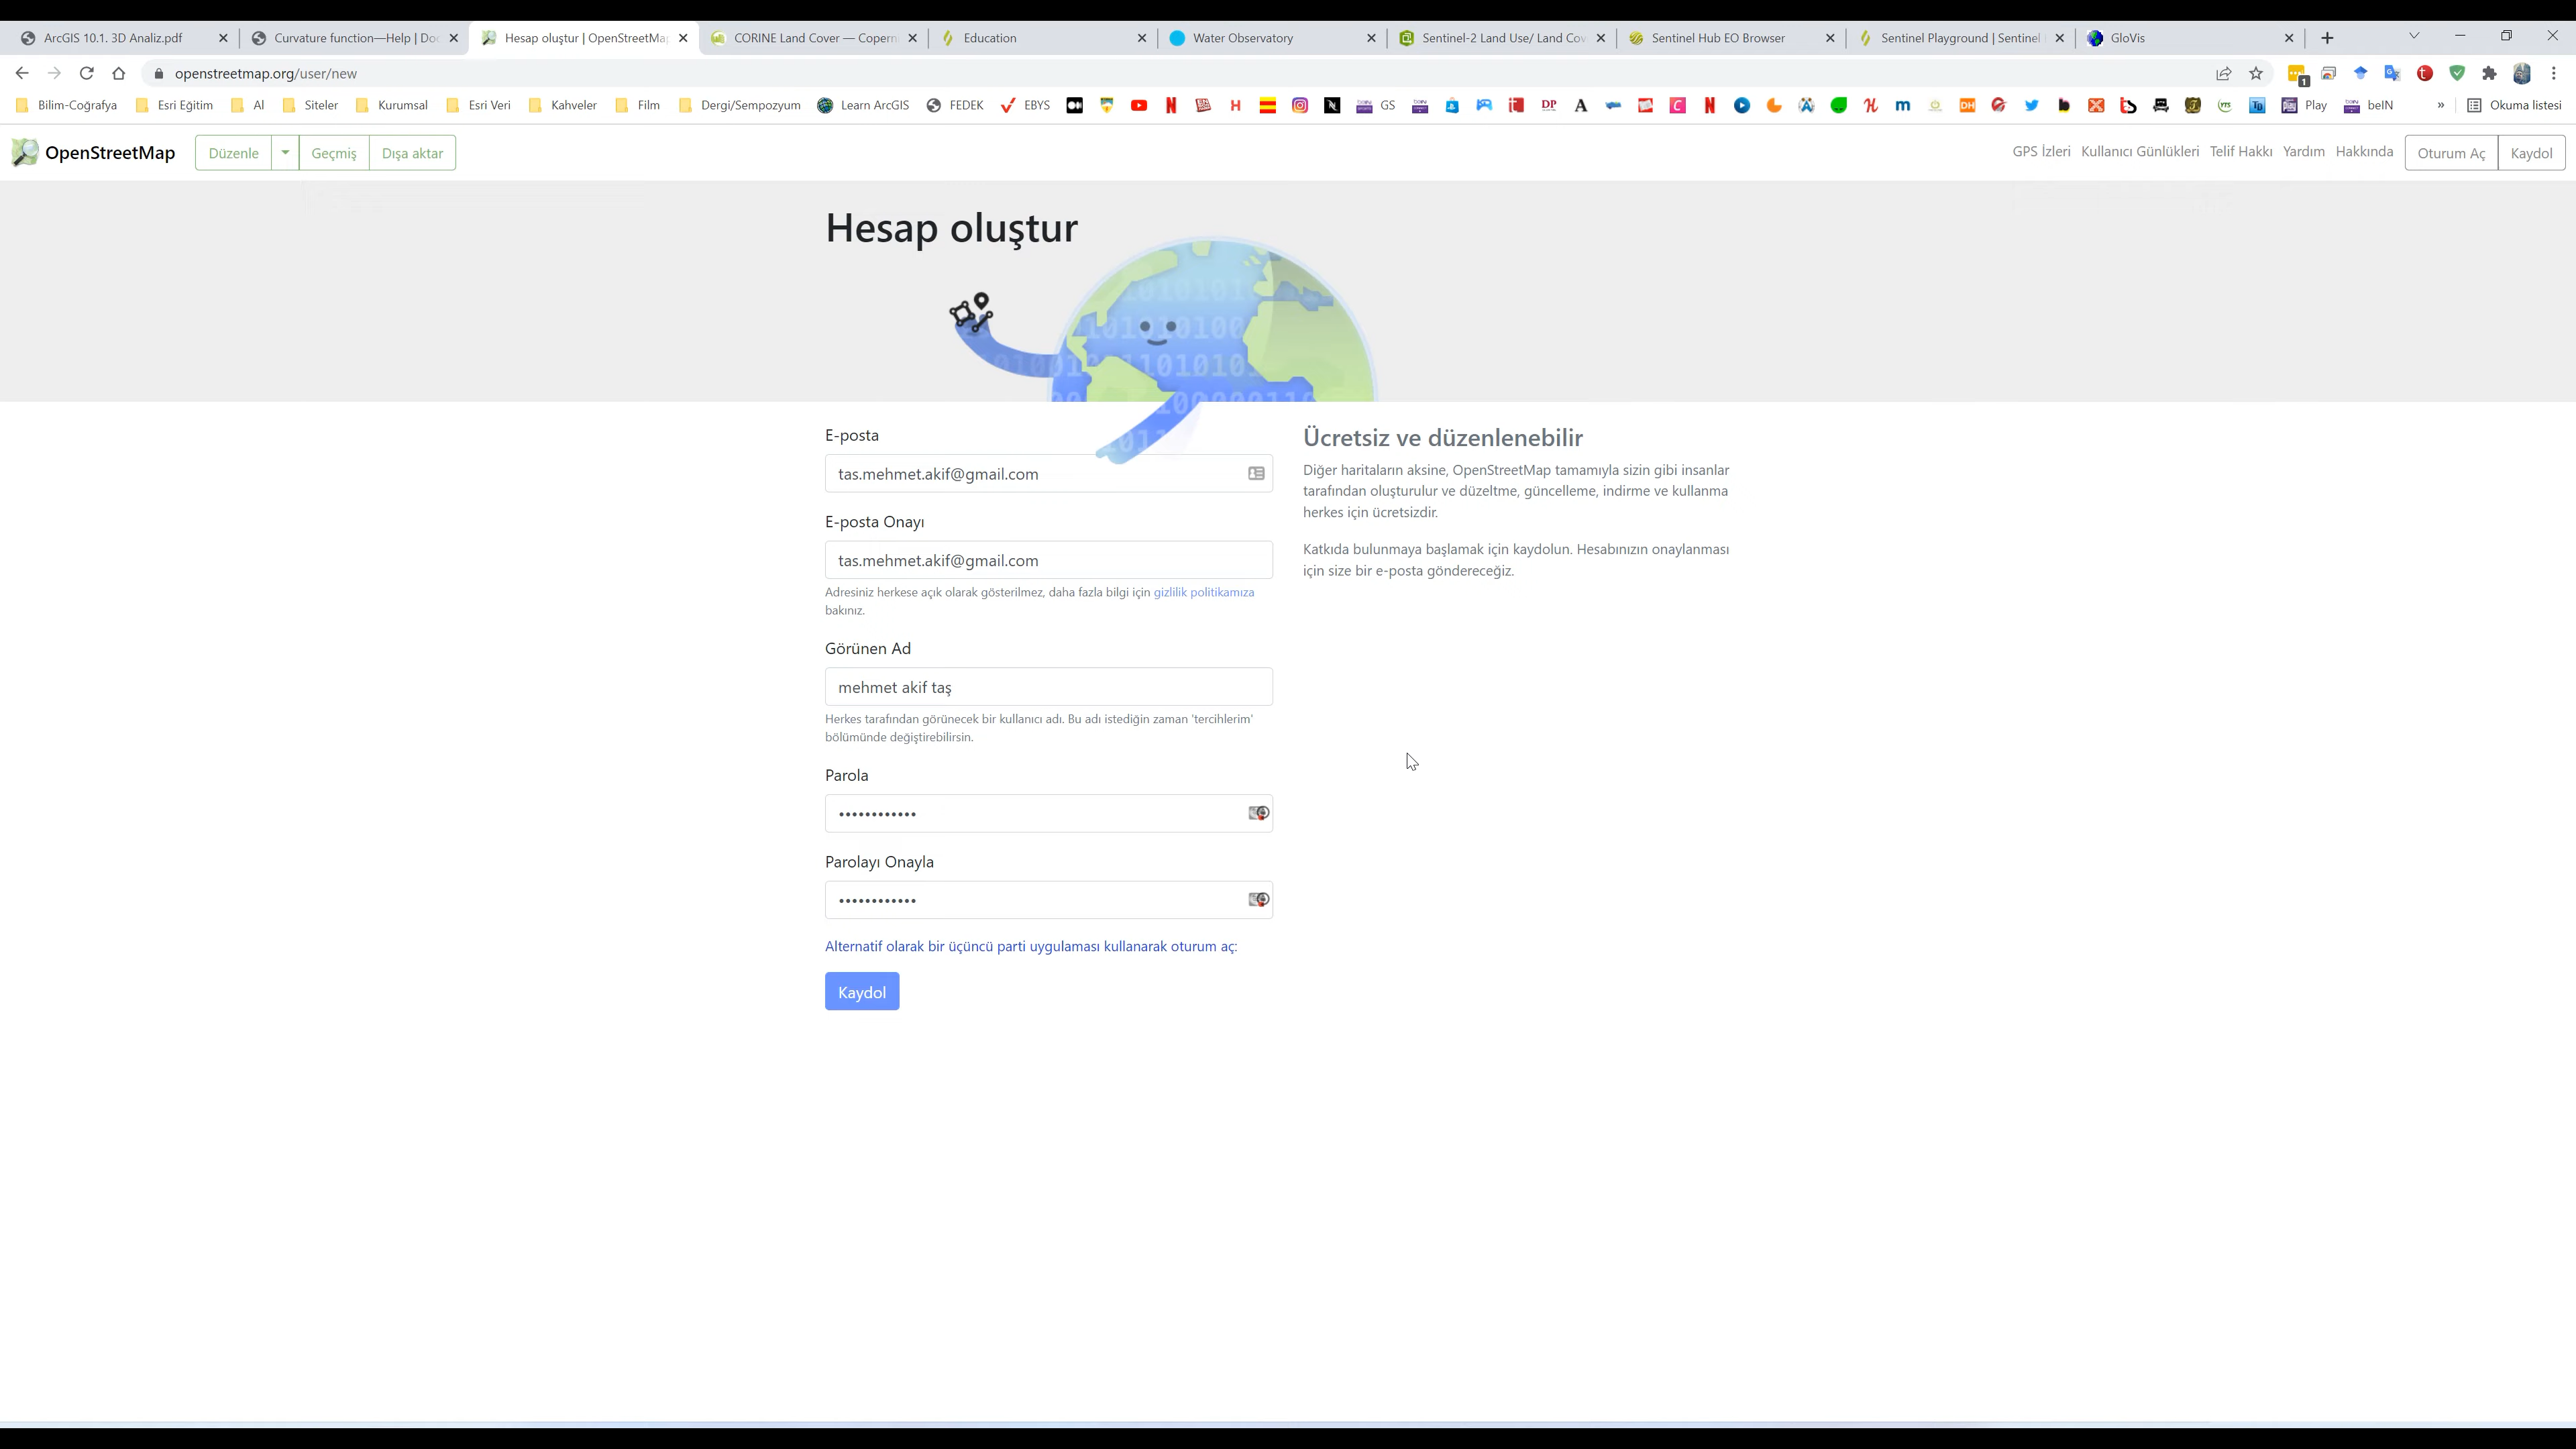 ArcGIS 10.1. 3D Analiz.pdf
Curvature function—Help | Do
Hesap oluştur | OpenStreetMa
CORINE Land Cover — Copern
Education
Water Observatory
Sentinel-2 Land Use/ Land Cov
Sentinel Hub EO Browser
Sentinel Playground | Sentinel
GloVis
openstreetmap.org/user/new
1
Bilim-Coğrafya
Esri Eğitim
AI
Siteler
Kurumsal
Esri Veri
Kahveler
Film
Dergi/Sempozyum
Learn ArcGIS
FEDEK
EBYS
GS
DP
DH
Play
beIN
»
Okuma listesi
OpenStreetMap
Düzenle
Geçmiş
Dışa aktar
GPS İzleri
Kullanıcı Günlükleri
Telif Hakkı
Yardım
Hakkında
Oturum Aç
Kaydol
Hesap oluştur
E-posta
tas.mehmet.akif@gmail.com
E-posta Onayı
tas.mehmet.akif@gmail.com
Adresiniz herkese açık olarak gösterilmez, daha fazla bilgi için gizlilik politikamıza
bakınız.
Görünen Ad
mehmet akif taş
Herkes tarafından görünecek bir kullanıcı adı. Bu adı istediğin zaman 'tercihlerim'
bölümünde değiştirebilirsin.
Parola
••••••••••••
Parolayı Onayla
••••••••••••
Alternatif olarak bir üçüncü parti uygulaması kullanarak oturum aç:
Kaydol
Ücretsiz ve düzenlenebilir
Diğer haritaların aksine, OpenStreetMap tamamıyla sizin gibi insanlar
tarafından oluşturulur ve düzeltme, güncelleme, indirme ve kullanma
herkes için ücretsizdir.
Katkıda bulunmaya başlamak için kaydolun. Hesabınızın onaylanması
için size bir e-posta göndereceğiz.